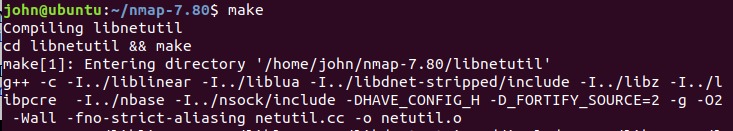 john@ubuntu:~/nmap-7.80$ make
Compiling libnetutil
cd libnetutil && make
make[1]: Entering directory '/home/john/nmap-7.80/libnetutil'
g++ -c -I../liblinear -I../liblua -I../libdnet-stripped/include -I../libz -I../l
ibpcre  -I../nbase -I../nsock/include -DHAVE_CONFIG_H -D_FORTIFY_SOURCE=2 -g -O2
 -Wall -fno-strict-aliasing netutil.cc -o netutil.o